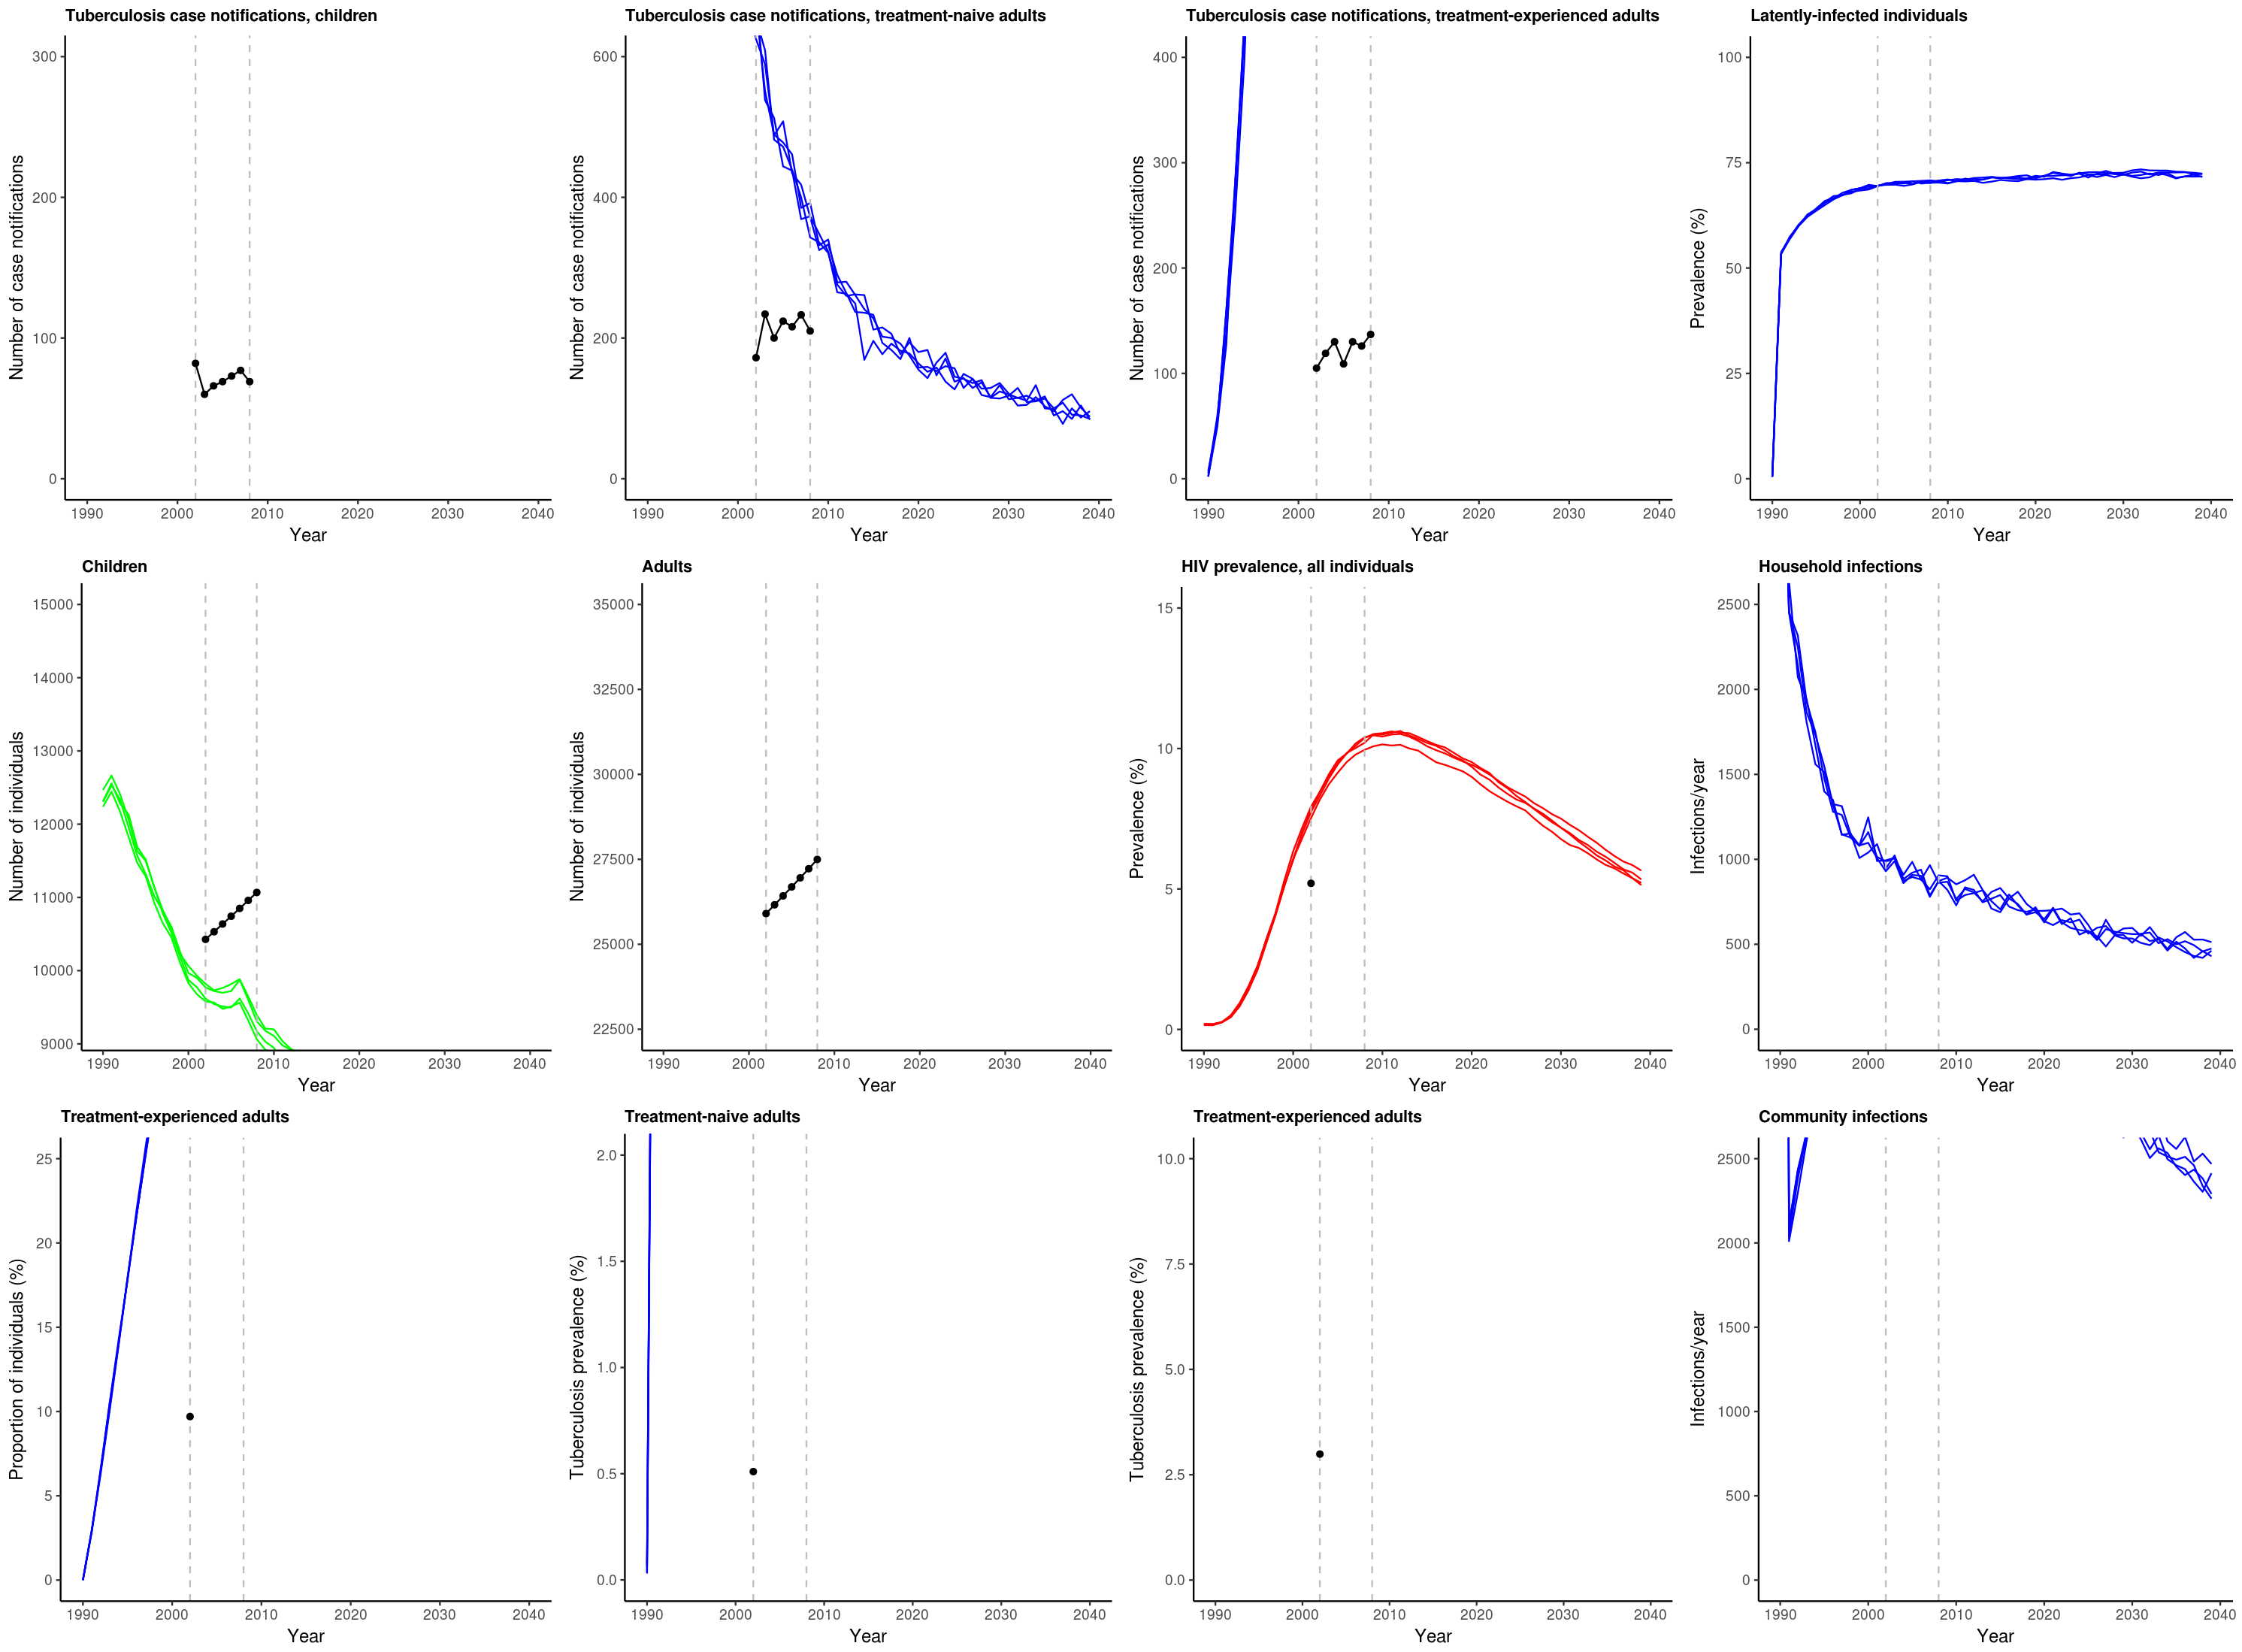 Tuberculosis case notifications, children
Number of case notifications
300
200
100
0
1990 2000 2010 2020 2030 2040
Year
Tuberculosis case notifications, treatment-naive adults
Number of case notifications
600
400
200
0
1990 2000 2010 2020 2030 2040
Year
Tuberculosis case notifications, treatment-experienced adults
Number of case notifications
400
300
200
100
0
1990 2000 2010 2020 2030 2040
Year
Latently-infected individuals
Prevalence (%)
100
75
50
25
0
1990 2000 2010 2020 2030 2040
Year
Children
Number of individuals
15000
14000
13000
12000
11000
10000
9000
1990 2000 2010 2020 2030 2040
Year
Adults
Number of individuals
35000
32500
30000
27500
25000
22500
1990 2000 2010 2020 2030 2040
Year
HIV prevalence, all individuals
Prevalence (%)
15
10
5
0
1990 2000 2010 2020 2030 2040
Year
Household infections
Infections/year
2500
2000
1500
1000
500
0
1990 2000 2010 2020 2030 2040
Year
Treatment-experienced adults
Proportion of individuals (%)
25
20
15
10
5
0
1990 2000 2010 2020 2030 2040
Year
Treatment-naive adults
Tuberculosis prevalence (%)
2.0
1.5
1.0
0.5
0.0
1990 2000 2010 2020 2030 2040
Year
Treatment-experienced adults
Tuberculosis prevalence (%)
10.0
7.5
5.0
2.5
0.0
1990 2000 2010 2020 2030 2040
Year
Community infections
Infections/year
2500
2000
1500
1000
500
0
1990 2000 2010 2020 2030 2040
Year